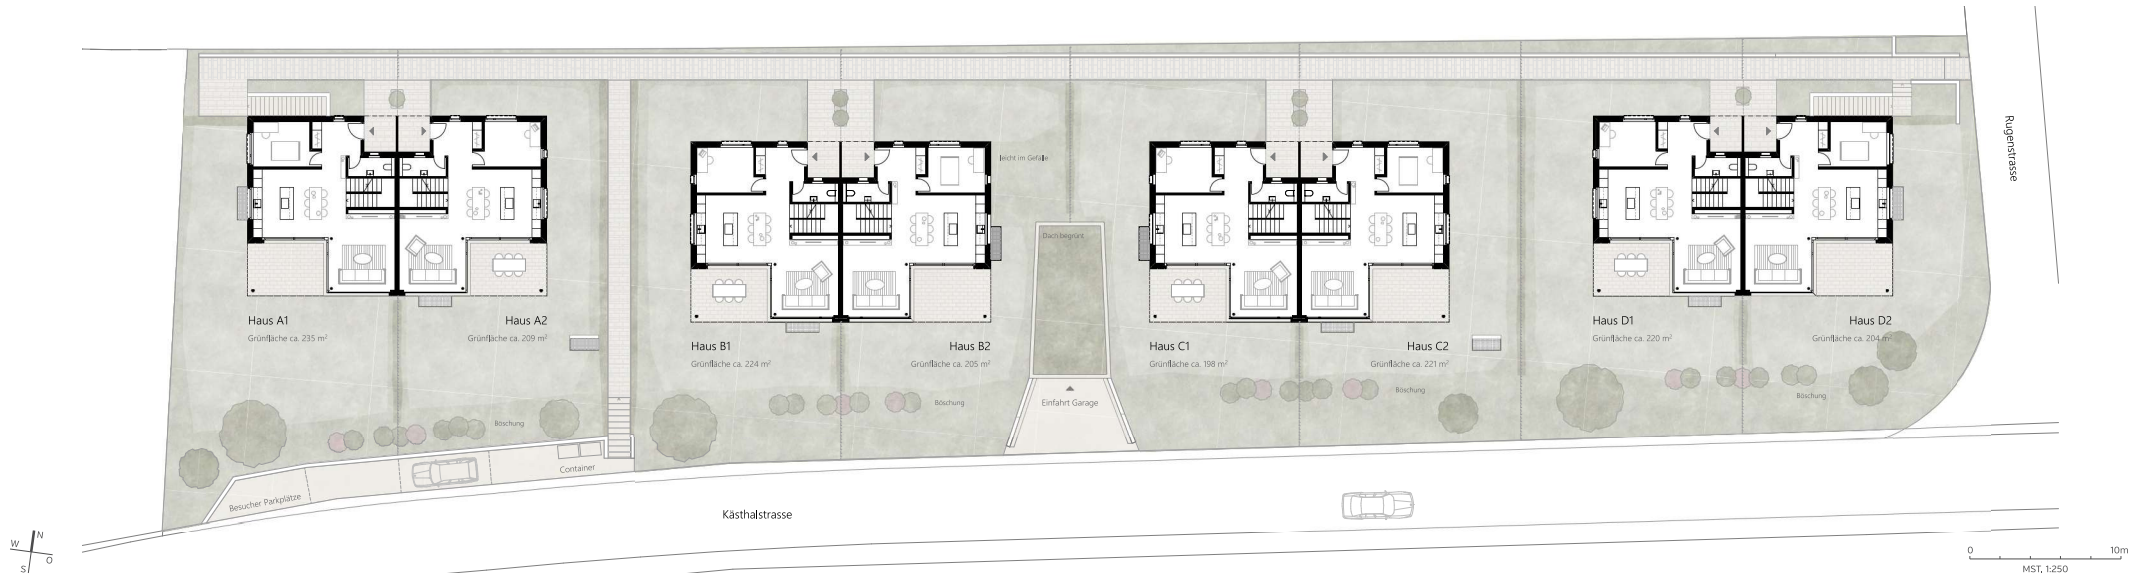 Haus A1
Grünfläche ca. 235 m²
Haus A2
Grünfläche ca. 209 m²
Haus B1
Grünfläche ca. 224 m²
Haus B2
Grünfläche ca. 205 m²
leicht im Gefälle
Dach begrünt
Einfahrt Garage
Haus C1
Grünfläche ca. 198 m²
Haus C2
Grünfläche ca. 221 m²
Haus D1
Grünfläche ca. 220 m²
Haus D2
Grünfläche ca. 204 m²
Rugenstrasse
Böschung
Böschung
Böschung
Böschung
Container
Besucher Parkplätze
Kästhalstrasse
N
W
O
S
0
10m
MST, 1:250